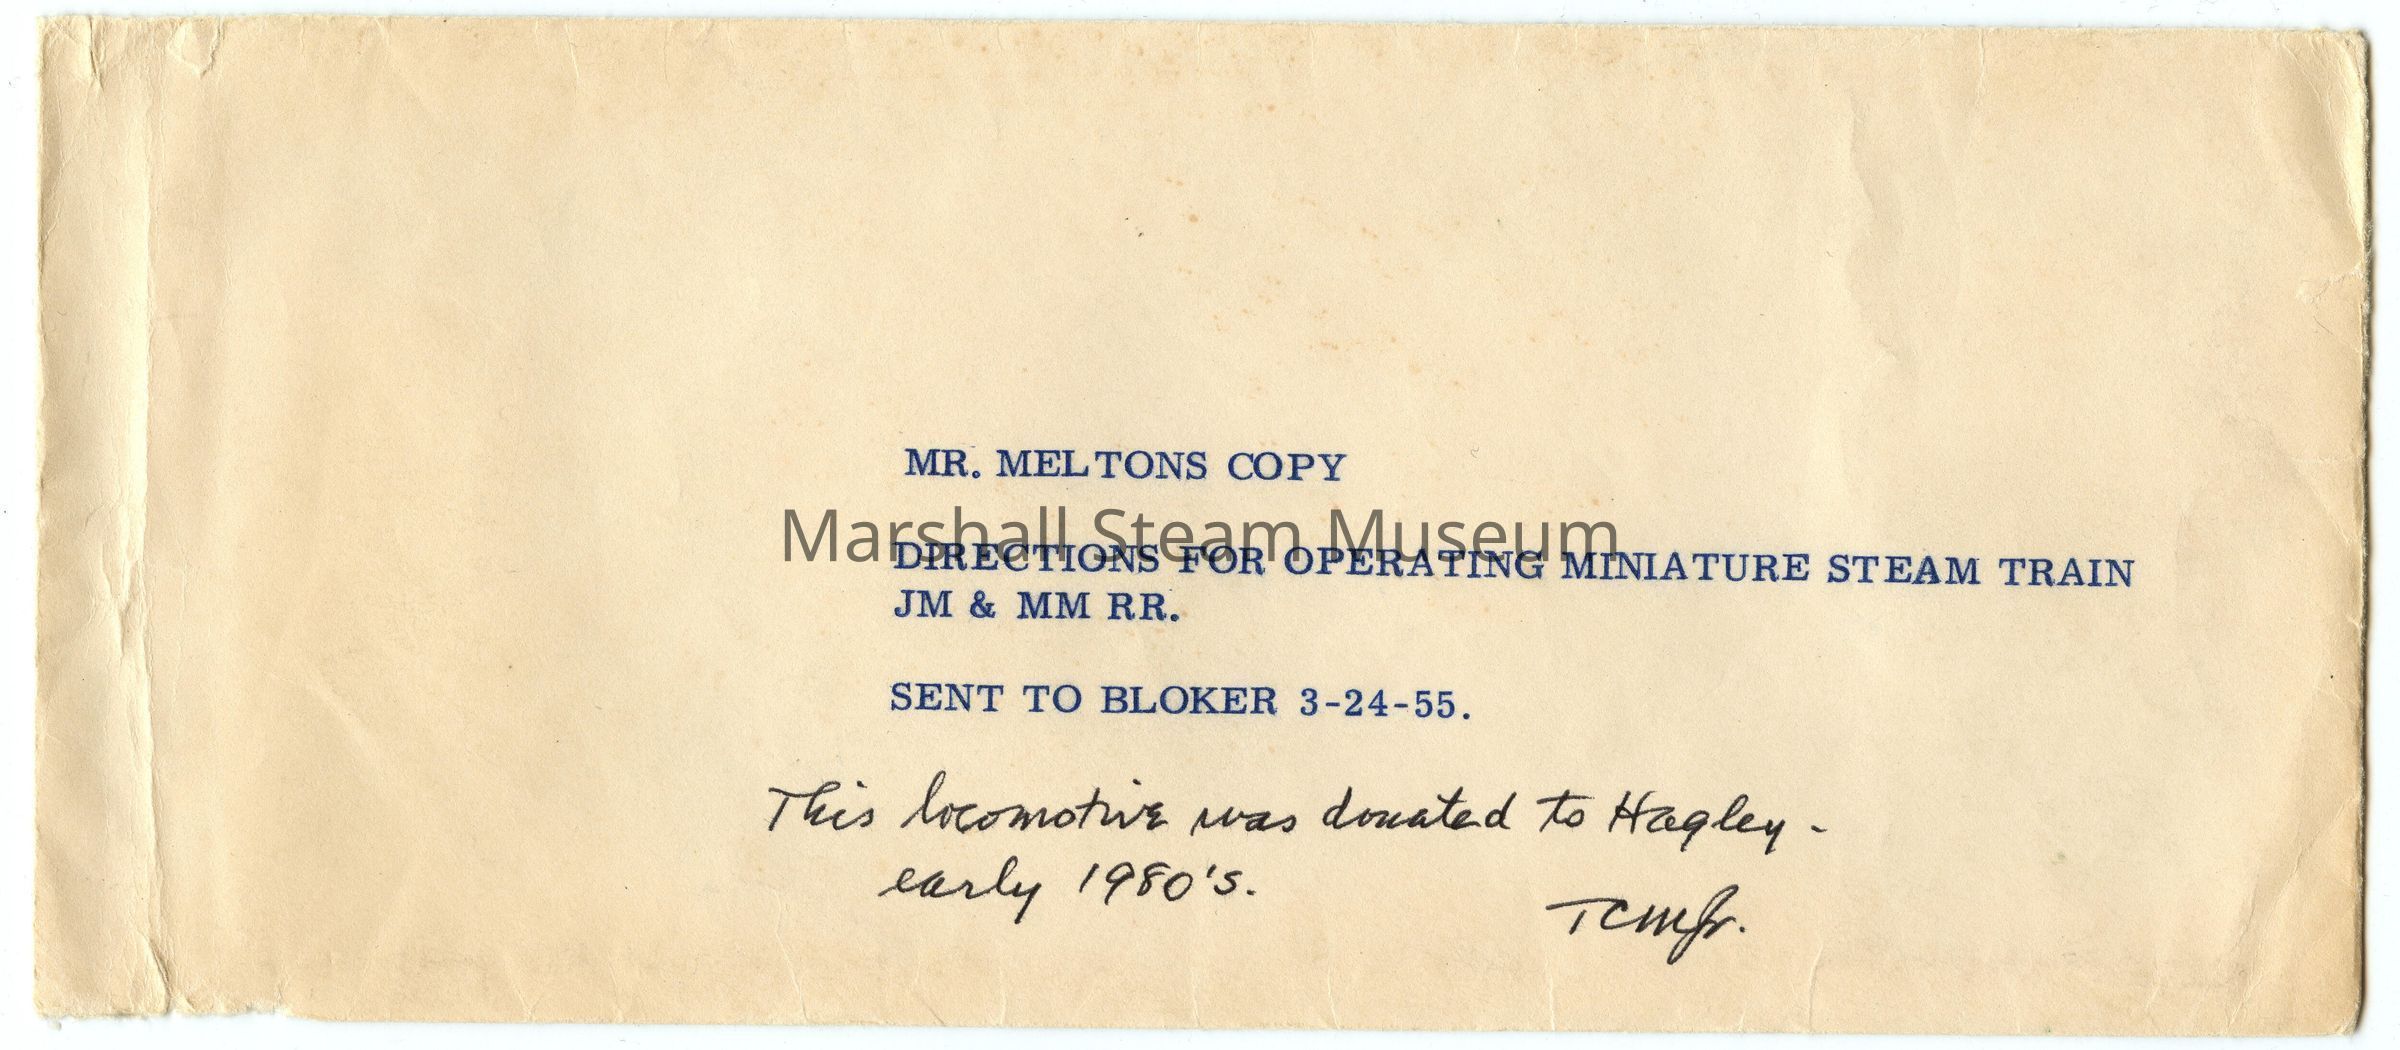 MR. MELTONS COPY
Marshall Steam Museum
DIRECTIONS FOR OPERATING MINIATURE STEAM TRAIN
JM & MM RR.
SENT TO BLOKER 3-24-55.
This locomotive was donated to Hagley -
early 1980's.
TCMJr.